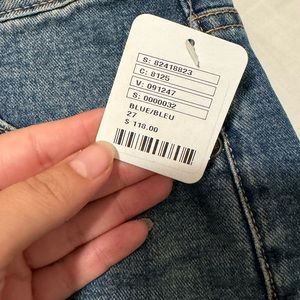 S: 82418823
C: 8125
V: 091247
S: 0000032
BLUE/BLEU
27
$ 118.00